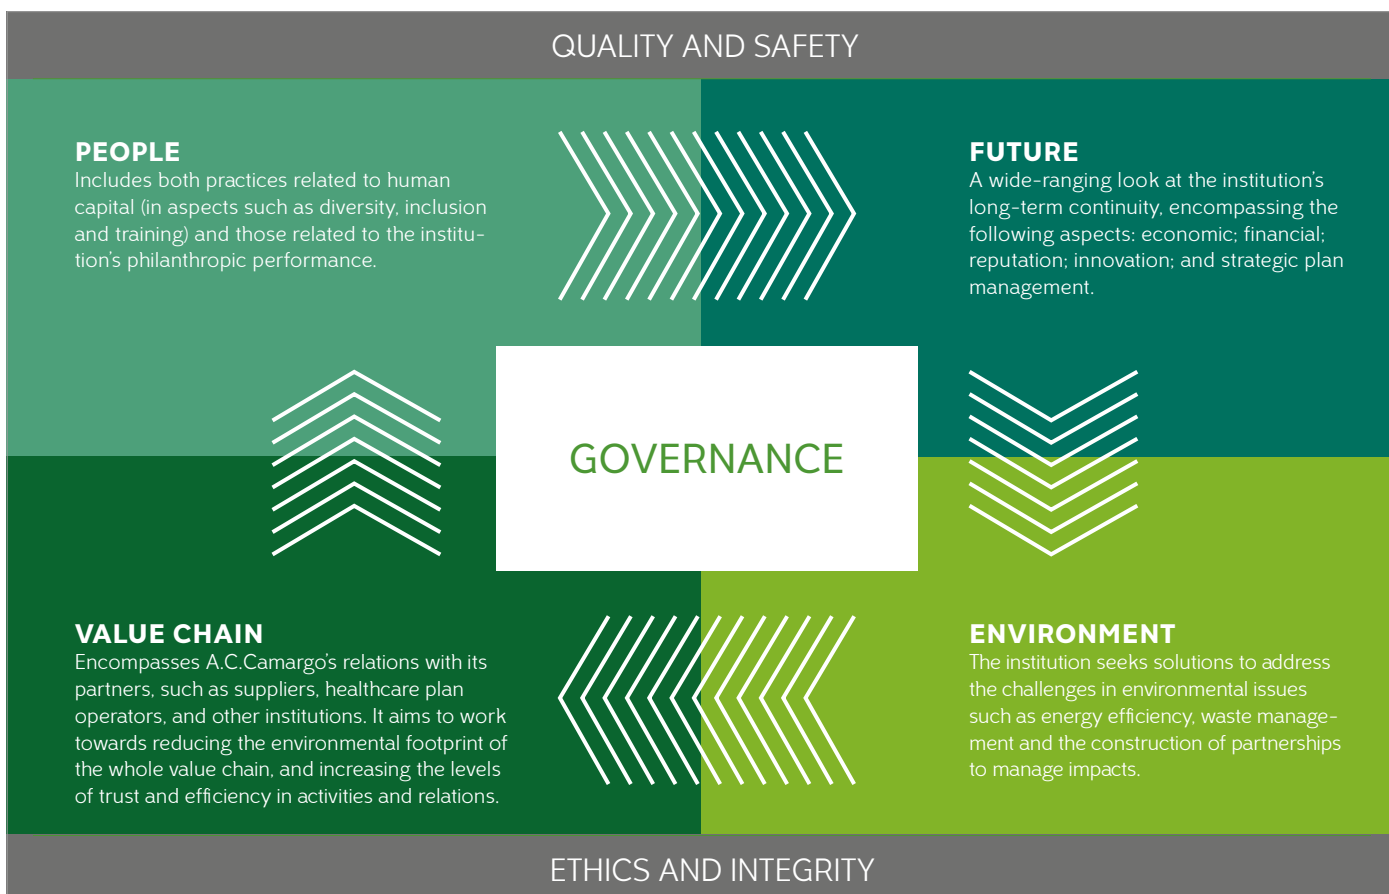 QUALITY AND SAFETY
PEOPLE
Includes both practices related to human
capital (in aspects such as diversity, inclusion
and training) and those related to the institu-
tion's philanthropic performance.
FUTURE
A wide-ranging look at the institution's
long-term continuity, encompassing the
following aspects: economic; financial;
reputation; innovation; and strategic plan
management.
GOVERNANCE
VALUE CHAIN
Encompasses A.C.Camargo's relations with its
partners, such as suppliers, healthcare plan
operators, and other institutions. It aims to work
towards reducing the environmental footprint of
the whole value chain, and increasing the levels
of trust and efficiency in activities and relations.
ENVIRONMENT
The institution seeks solutions to address
the challenges in environmental issues
such as energy efficiency, waste manage-
ment and the construction of partnerships
to manage impacts.
ETHICS AND INTEGRITY